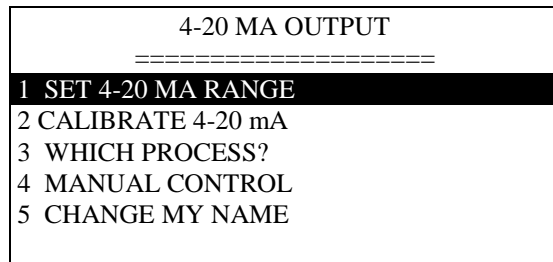 4-20 MA OUTPUT
====================
1 SET 4-20 MA RANGE
2 CALIBRATE 4-20 mA
3 WHICH PROCESS?
4 MANUAL CONTROL
5 CHANGE MY NAME